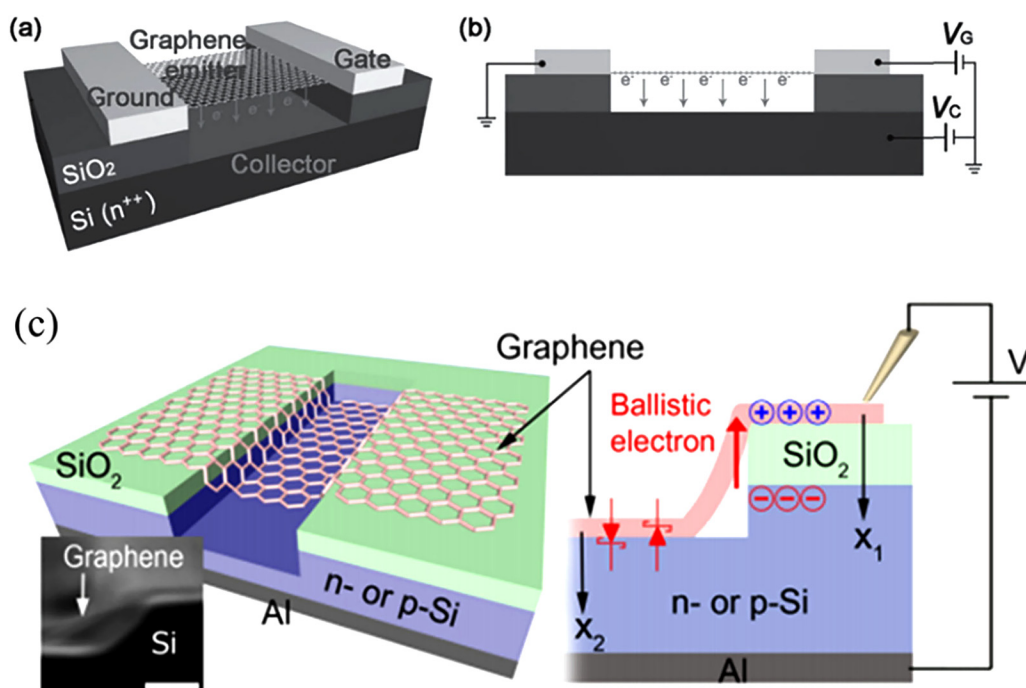 (a)
Graphene
emitter
Gate
Ground
e⁻ e⁻ e⁻
SiO₂
Collector
Si (n⁺⁺)
(b)
V_G
e⁻ e⁻ e⁻ e⁻ e⁻
V_C
(c)
Graphene
SiO₂
Graphene
Si
n- or p-Si
Al
Ballistic
electron
+ + +
SiO₂
− − −
V
X₁
n- or p-Si
X₂
Al